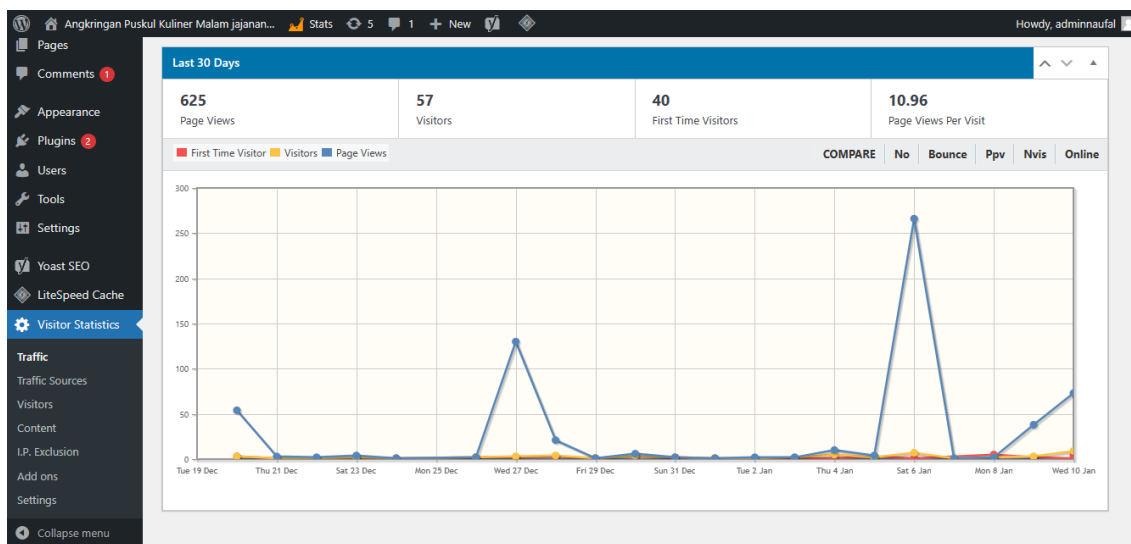 Angkringan Puskul Kuliner Malam jajanan... Stats 5 1 + New Howdy, adminnaufal
Pages
Comments 1
Appearance
Plugins 2
Users
Tools
Settings
Yoast SEO
LiteSpeed Cache
Visitor Statistics
Traffic
Traffic Sources
Visitors
Content
I.P. Exclusion
Add ons
Settings
Collapse menu
Last 30 Days
625 57 40 10.96
Page Views Visitors First Time Visitors Page Views Per Visit
First Time Visitor Visitors Page Views COMPARE No Bounce Ppv Nvis Online
300
250
200
150
100
50
0
Tue 19 Dec Thu 21 Dec Sat 23 Dec Mon 25 Dec Wed 27 Dec Fri 29 Dec Sun 31 Dec Tue 2 Jan Thu 4 Jan Sat 6 Jan Mon 8 Jan Wed 10 Jan